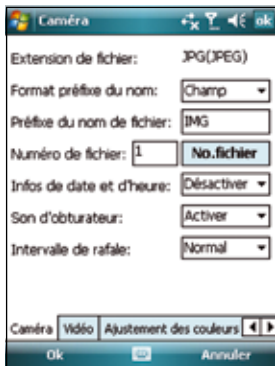 Caméra ok
Extension de fichier: JPG(JPEG)
Format préfixe du nom: Champ
Préfixe du nom de fichier: IMG
Numéro de fichier: 1 No.fichier
Infos de date et d'heure: Désactiver
Son d'obturateur: Activer
Intervalle de rafale: Normal
Caméra Vidéo Ajustement des couleurs
Ok Annuler